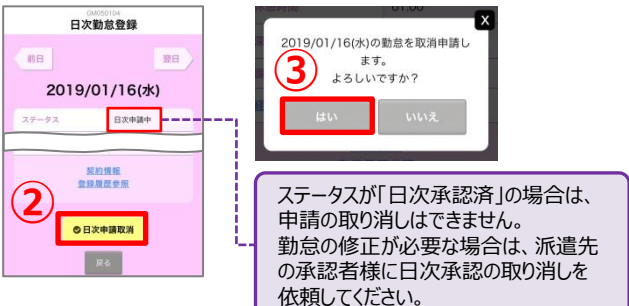 GM050104
日次勤怠登録
前日
翌日
2019/01/16(水)
ステータス 日次申請中
契約情報
登録履歴参照
②
日次申請取消
戻る
01:00
X
2019/01/16(水)の勤怠を取消申請し
ます。
よろしいですか？
③
はい
いいえ
ステータスが「日次承認済」の場合は、
申請の取り消しはできません。
勤怠の修正が必要な場合は、派遣先
の承認者様に日次承認の取り消しを
依頼してください。